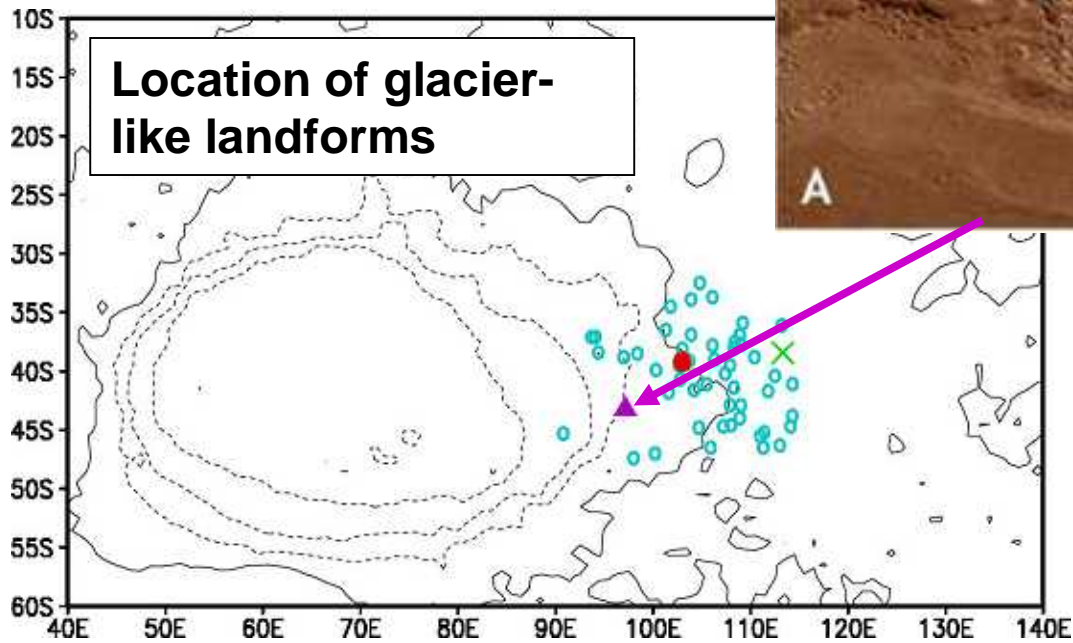 10S
Location of glacier-
like landforms
15S
20S
25S
A
30S
35S
40S
45S
50S
55S
60S
40E 50E 60E 70E 80E 90E 100E 110E 120E 130E 140E